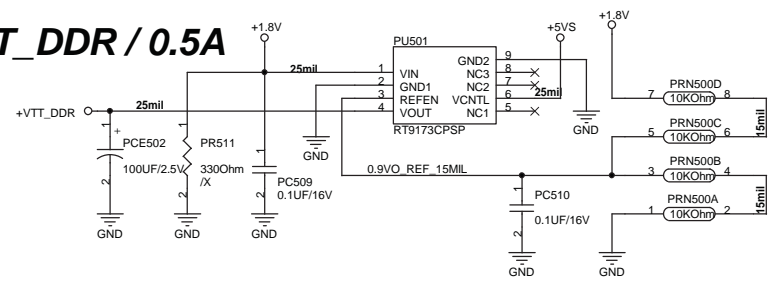 T_DDR / 0.5A
+1.8V
+5VS
+1.8V
PU501
25mil
1
VIN
GND2
9
2
GND1
NC3
8
3
REFEN
NC2
7
4
VOUT
VCNTL
6
25mil
NC1
5
RT9173CPSP
+VTT_DDR
25mil
1
+
PCE502
100UF/2.5V
2
GND
1
PR511
330Ohm
/X
2
GND
1
PC509
0.1UF/16V
2
GND
GND
GND
0.9VO_REF_15MIL
1
PC510
0.1UF/16V
2
GND
PRN500D
7
10KOhm
8
15mil
PRN500C
5
10KOhm
6
PRN500B
3
10KOhm
4
15mil
PRN500A
1
10KOhm
2
GND